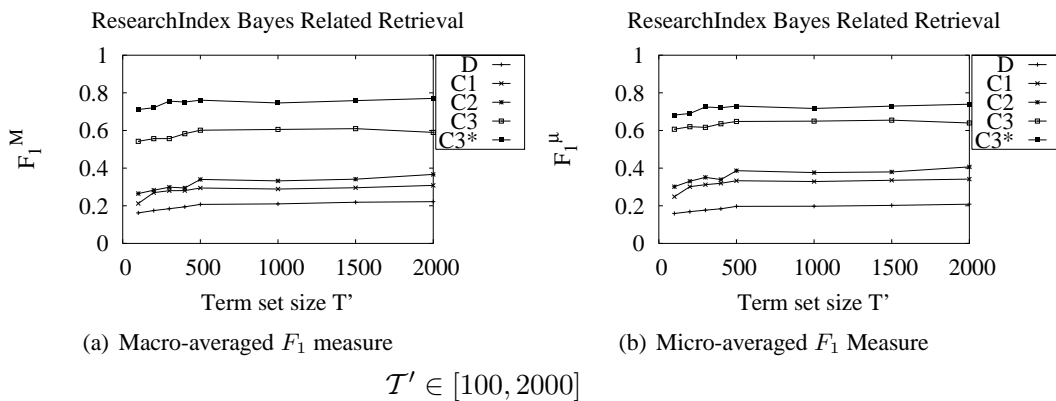 ResearchIndex Bayes Related Retrieval
1
0.8
0.6
0.4
0.2
0
0 500 1000 1500 2000
F₁ᴹ
Term set size T'
D
C1
C2
C3
C3*
(a) Macro-averaged F₁ measure
ResearchIndex Bayes Related Retrieval
1
0.8
0.6
0.4
0.2
0
0 500 1000 1500 2000
F₁ᵘ
Term set size T'
D
C1
C2
C3
C3*
(b) Micro-averaged F₁ Measure
𝒯′ ∈ [100, 2000]